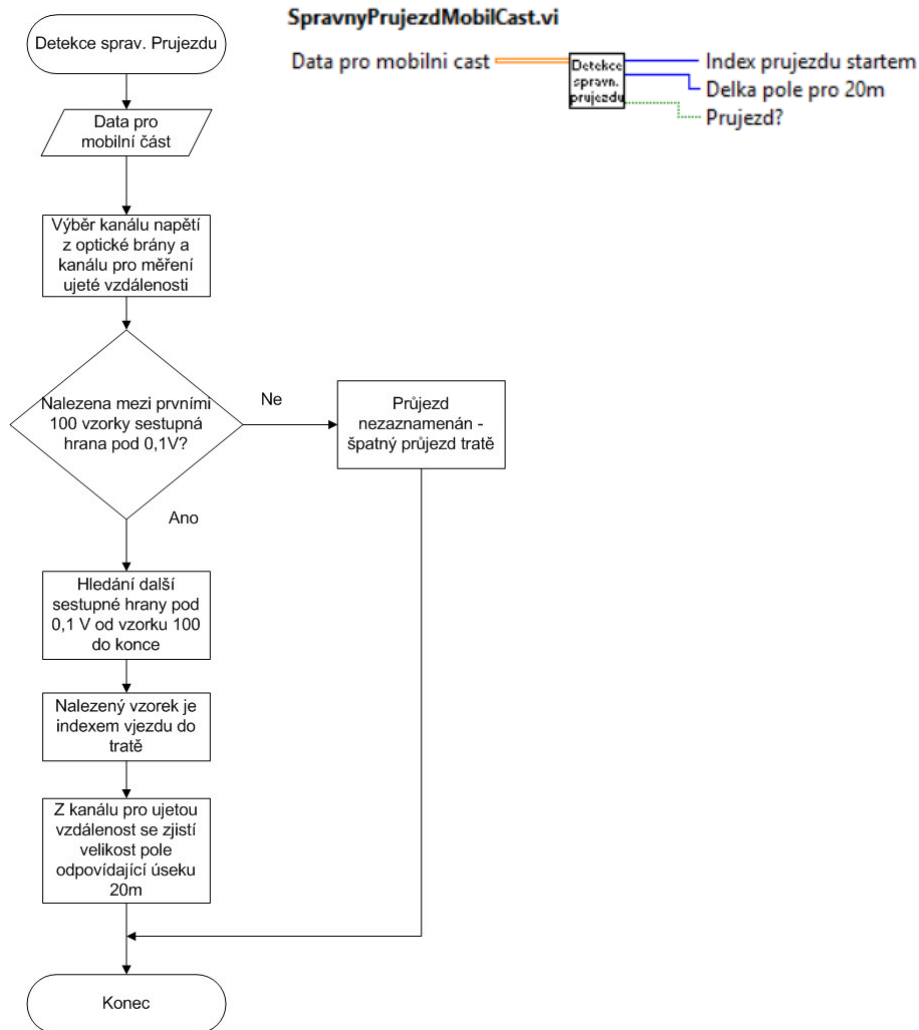 SpravnyPrujezdMobilCast.vi
Data pro mobilni cast
Detekce
spravn.
prujezdu
Index prujezdu startem
Delka pole pro 20m
Prujezd?
Detekce sprav. Prujezdu
Data pro
mobilní část
Výběr kanálu napětí
z optické brány a
kanálu pro měření
ujeté vzdálenosti
Nalezena mezi prvními
100 vzorky sestupná
hrana pod 0,1V?
Ne
Průjezd
nezaznamenán -
špatný průjezd tratě
Ano
Hledání další
sestupné hrany pod
0,1 V od vzorku 100
do konce
Nalezený vzorek je
indexem vjezdu do
tratě
Z kanálu pro ujetou
vzdálenost se zjistí
velikost pole
odpovídající úseku
20m
Konec